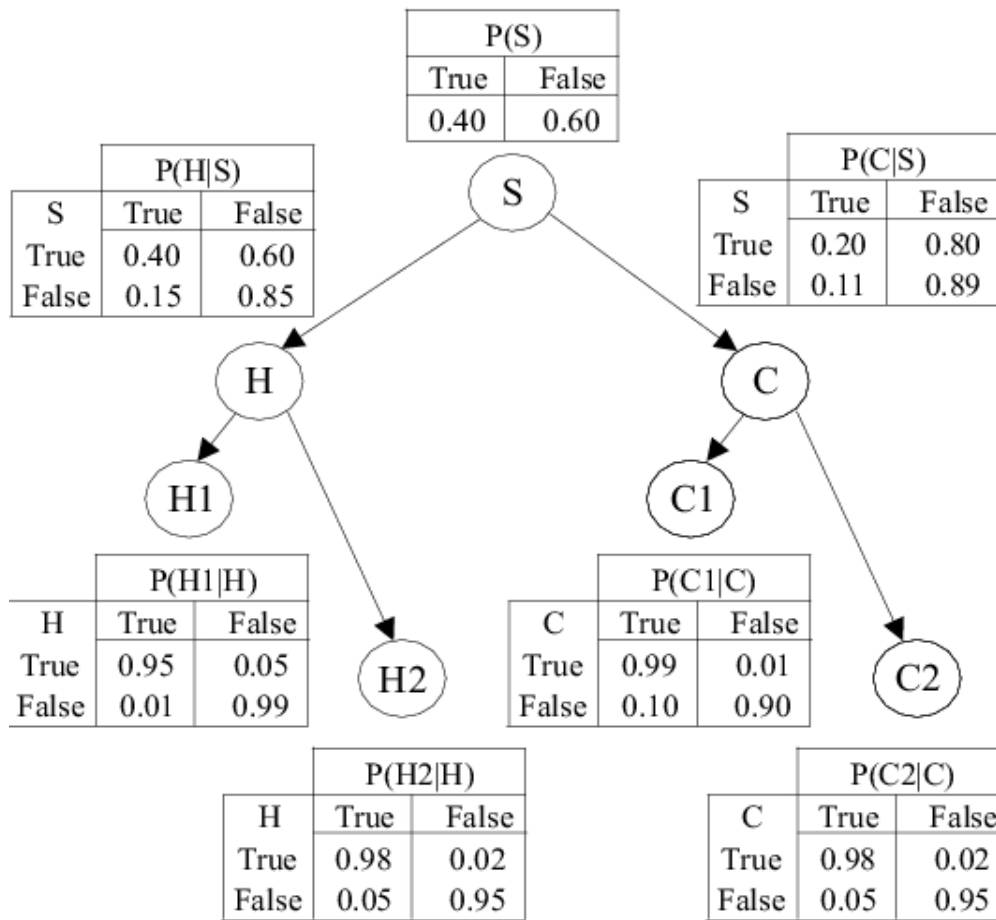 P(S)
True False
0.40 0.60
S
P(H|S)
S True False
True 0.40 0.60
False 0.15 0.85
P(C|S)
S True False
True 0.20 0.80
False 0.11 0.89
H
C
H1
C1
P(H1|H)
H True False
True 0.95 0.05
False 0.01 0.99
H2
P(C1|C)
C True False
True 0.99 0.01
False 0.10 0.90
C2
P(H2|H)
H True False
True 0.98 0.02
False 0.05 0.95
P(C2|C)
C True False
True 0.98 0.02
False 0.05 0.95